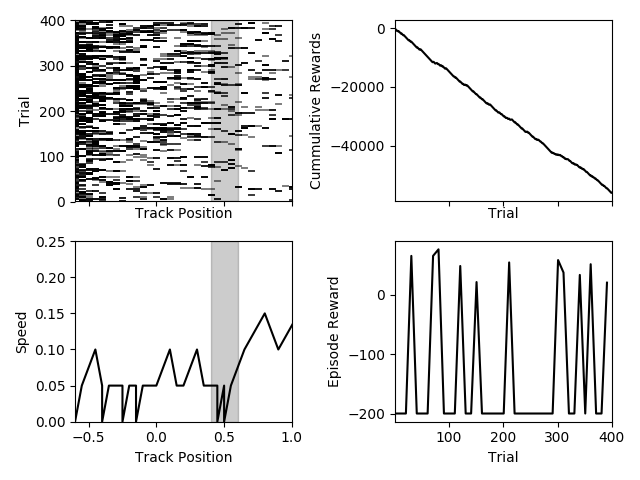 400
300
200
100
0
Trial
Track Position
0
−20000
−40000
Cummulative Rewards
Trial
0.25
0.20
0.15
0.10
0.05
0.00
Speed
−0.5 0.0 0.5 1.0
Track Position
0
−100
−200
Episode Reward
100 200 300 400
Trial